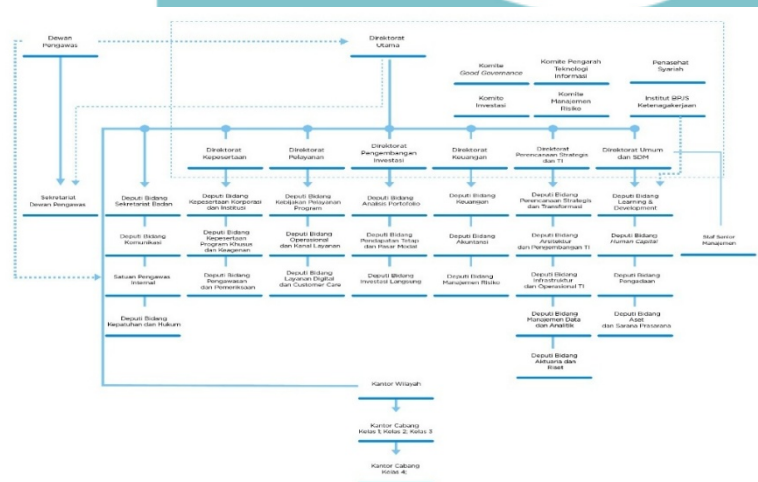 Dewan
Pengawas
Direktorat
Utama
Komite
Good Governance
Komite Pengarah
Teknologi
Informasi
Penasehat
Syariah
Komite
Investasi
Komite
Manajemen
Risiko
Institut BPJS
Ketenagakerjaan
Direktorat
Kepesertaan
Direktorat
Pelayanan
Direktorat
Pengembangan
Investasi
Direktorat
Keuangan
Direktorat
Perencanaan Strategis
dan TI
Direktorat Umum
dan SDM
Sekretariat
Dewan Pengawas
Deputi Bidang
Sekretariat Badan
Deputi Bidang
Kepesertaan Korporasi
dan Institusi
Deputi Bidang
Kebijakan Pelayanan
Program
Deputi Bidang
Analisis Portofolio
Deputi Bidang
Keuangan
Deputi Bidang
Perencanaan Strategis
dan Transformasi
Deputi Bidang
Learning &
Development
Deputi Bidang
Komunikasi
Deputi Bidang
Kepesertaan
Program Khusus
dan Keagenan
Deputi Bidang
Operasional
dan Kanal Layanan
Deputi Bidang
Pendapatan Tetap
dan Pasar Modal
Deputi Bidang
Akuntansi
Deputi Bidang
Arsitektur
dan Pengembangan TI
Deputi Bidang
Human Capital
Staf Senior
Manajemen
Satuan Pengawas
Internal
Deputi Bidang
Pengawasan
dan Pemeriksaan
Deputi Bidang
Layanan Digital
dan Customer Care
Deputi Bidang
Investasi Langsung
Deputi Bidang
Manajemen Risiko
Deputi Bidang
Infrastruktur
dan Operasional TI
Deputi Bidang
Pengadaan
Deputi Bidang
Kepatuhan dan Hukum
Deputi Bidang
Manajemen Data
dan Analitik
Deputi Bidang
Aset
dan Sarana Prasarana
Deputi Bidang
Aktuaria dan
Riset
Kantor Wilayah
Kantor Cabang
Kelas 1; Kelas 2; Kelas 3
Kantor Cabang
Kelas 4;